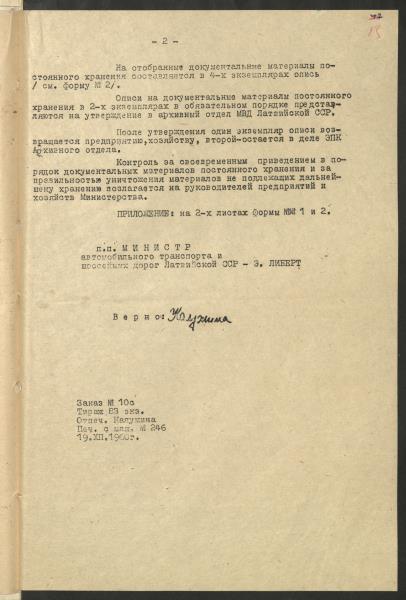 - 2 -
На отобранные документальные материалы по-
стоянного хранения составляется в 4-х экземплярах опись
/ см. форму № 2/.
Описи на документальные материалы постоянного
хранения в 2-х экземплярах в обязательном порядке представ-
ляются на утверждение в архивный отдел МВД Латвийской ССР.
После утверждения один экземпляр описи воз-
вращается предприятию, хозяйству, второй-остается в деле ЭПК
Архивного отдела.
Контроль за своевременным приведением в по-
рядок документальных материалов постоянного хранения и за
правильностью уничтожения материалов не подлежащих дальней-
шему хранению возлагается на руководителей предприятий и
хозяйств Министерства.
ПРИЛОЖЕНИЕ: на 2-х листах формы №№ 1 и 2.
п.п. МИНИСТР
автомобильного транспорта и
шоссейных дорог Латвийской ССР - Э. ЛИБЕРТ
Верно:
Заказ № 10с
Тираж 83 экз.
Отпеч. Калужина
Печ. с маш. № 246
19.XII.1960г.